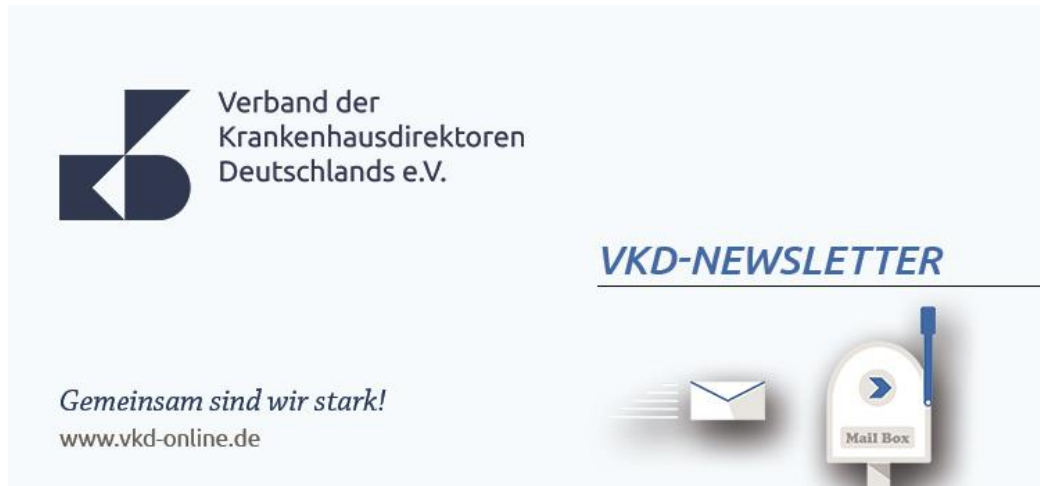 Verband der
Krankenhausdirektoren
Deutschlands e.V.
VKD-NEWSLETTER
Gemeinsam sind wir stark!
www.vkd-online.de
Mail Box